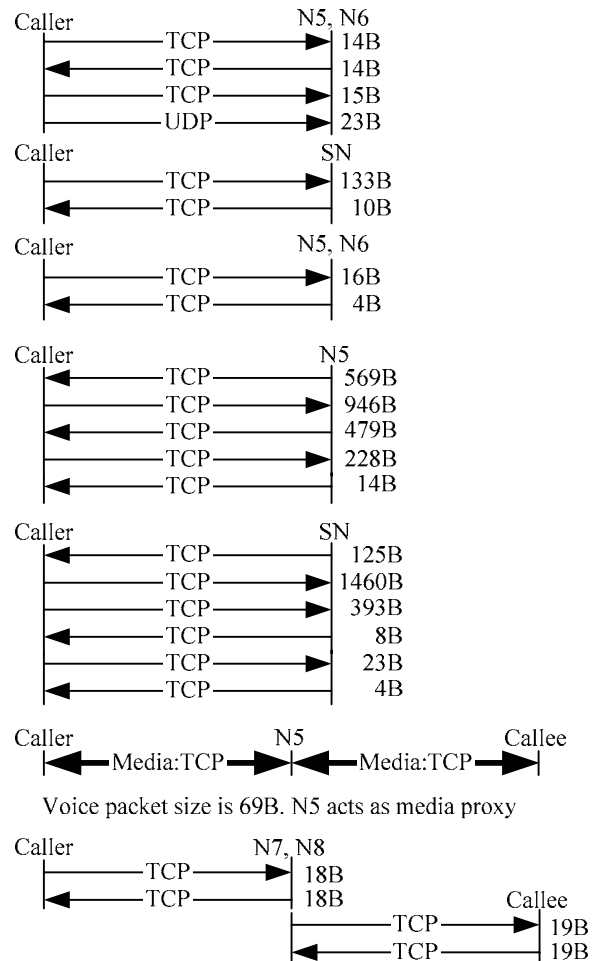 Caller N5, N6
TCP 14B
TCP 14B
TCP 15B
UDP 23B
Caller SN
TCP 133B
TCP 10B
Caller N5, N6
TCP 16B
TCP 4B
Caller N5
TCP 569B
TCP 946B
TCP 479B
TCP 228B
TCP 14B
Caller SN
TCP 125B
TCP 1460B
TCP 393B
TCP 8B
TCP 23B
TCP 4B
Caller N5 Callee
Media:TCP Media:TCP
Voice packet size is 69B. N5 acts as media proxy
Caller N7, N8
TCP 18B
TCP 18B
Callee
TCP 19B
TCP 19B